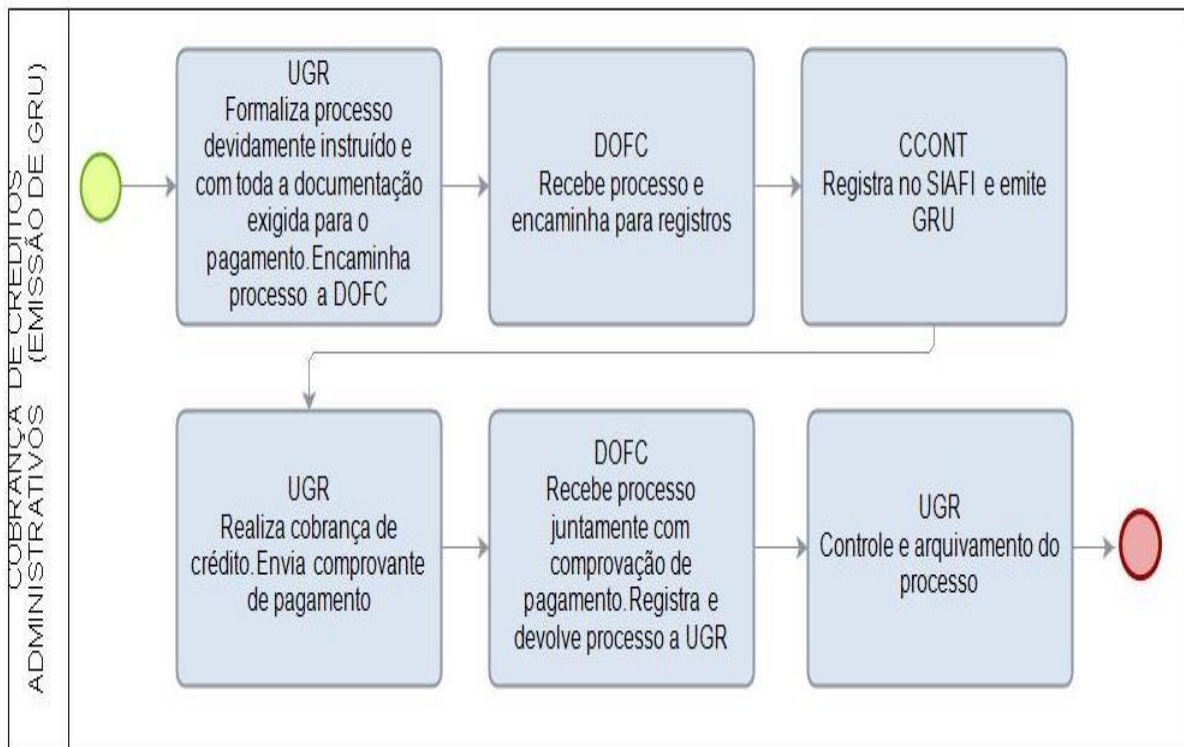 COBRANÇA DE CRÉDITOS
ADMINISTRATIVOS (EMISSÃO DE GRU)
UGR
Formaliza processo
devidamente instruído e
com toda a documentação
exigida para o
pagamento.Encaminha
processo a DOFC
DOFC
Recebe processo e
encaminha para registros
CCONT
Registra no SIAFI e emite
GRU
UGR
Realiza cobrança de
crédito.Envia comprovante
de pagamento
DOFC
Recebe processo
juntamente com
comprovação de
pagamento.Registra e
devolve processo a UGR
UGR
Controle e arquivamento do
processo